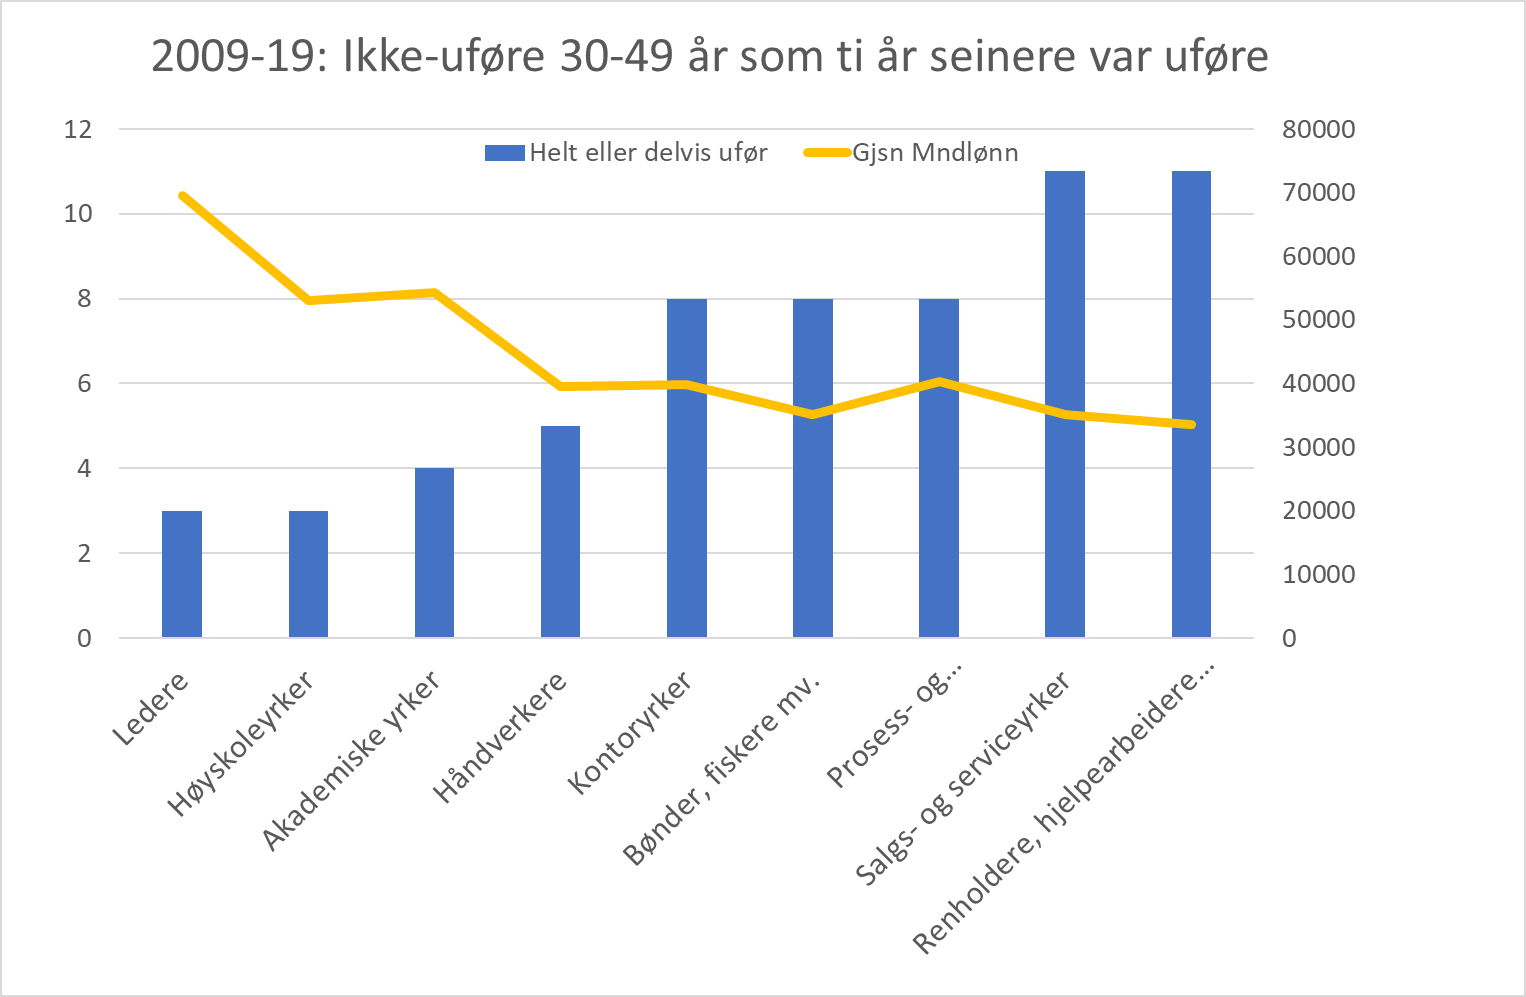 2009-19: Ikke-uføre 30-49 år som ti år seinere var uføre
Helt eller delvis ufør
Gjsn Mndlønn
12
10
8
6
4
2
0
80000
70000
60000
50000
40000
30000
20000
10000
0
Ledere
Høyskoleyrker
Akademiske yrker
Håndverkere
Kontoryrker
Bønder, fiskere mv.
Prosess- og...
Salgs- og serviceyrker
Renholdere, hjelpearbeidere...